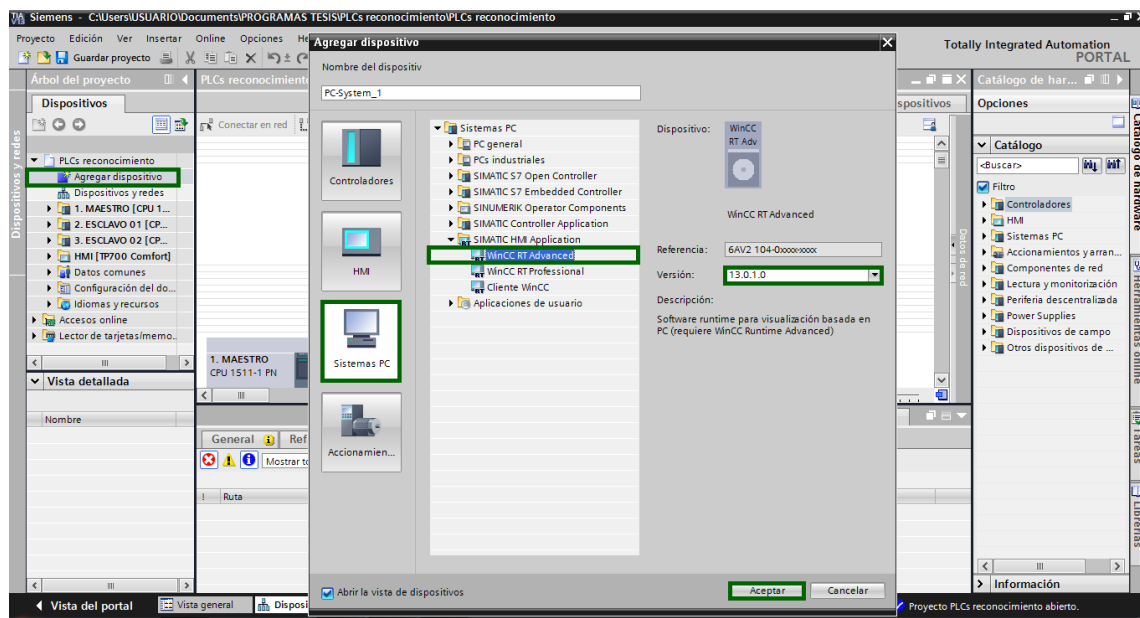 Siemens - C:\Users\USUARIO\Documents\PROGRAMAS TESIS\PLCs reconocimiento\PLCs reconocimiento
Proyecto Edición Ver Insertar Online Opciones He
Totally Integrated Automation
PORTAL
Guardar proyecto
Árbol del proyecto
PLCs reconocimiento
Dispositivos
Conectar en red
Dispositivos y redes
PLCs reconocimiento
Agregar dispositivo
Dispositivos y redes
1. MAESTRO [CPU 1...
2. ESCLAVO 01 [CP...
3. ESCLAVO 02 [CP...
HMI [TP700 Comfort]
Datos comunes
Configuración del do...
Idiomas y recursos
Accesos online
Lector de tarjetas/memo..
Vista detallada
Nombre
1. MAESTRO
CPU 1511-1 PN
General
Ref
Mostrar to
!
Ruta
Agregar dispositivo
Nombre del dispositiv
PC-System_1
Controladores
HMI
Sistemas PC
Accionamien...
Sistemas PC
PC general
PCs industriales
SIMATIC S7 Open Controller
SIMATIC S7 Embedded Controller
SINUMERIK Operator Components
SIMATIC Controller Application
SIMATIC HMI Application
WinCC RT Advanced
WinCC RT Professional
Cliente WinCC
Aplicaciones de usuario
Dispositivo:
WinCC
RT Adv
WinCC RT Advanced
Referencia: 6AV2 104-0xxxx-xxxx
Versión: 13.0.1.0
Descripción:
Software runtime para visualización basada en
PC (requiere WinCC Runtime Advanced)
Abrir la vista de dispositivos
Aceptar
Cancelar
spositivos
Datos de red
Catálogo de har...
Opciones
Catálogo
<Buscar>
Filtro
Controladores
HMI
Sistemas PC
Accionamientos y arran...
Componentes de red
Lectura y monitorización
Periferia descentralizada
Power Supplies
Dispositivos de campo
Otros dispositivos de ...
Información
Catálogo de hardware
Herramientas online
Tareas
Librerías
Vista del portal
Vista general
Disposi
Proyecto PLCs reconocimiento abierto.